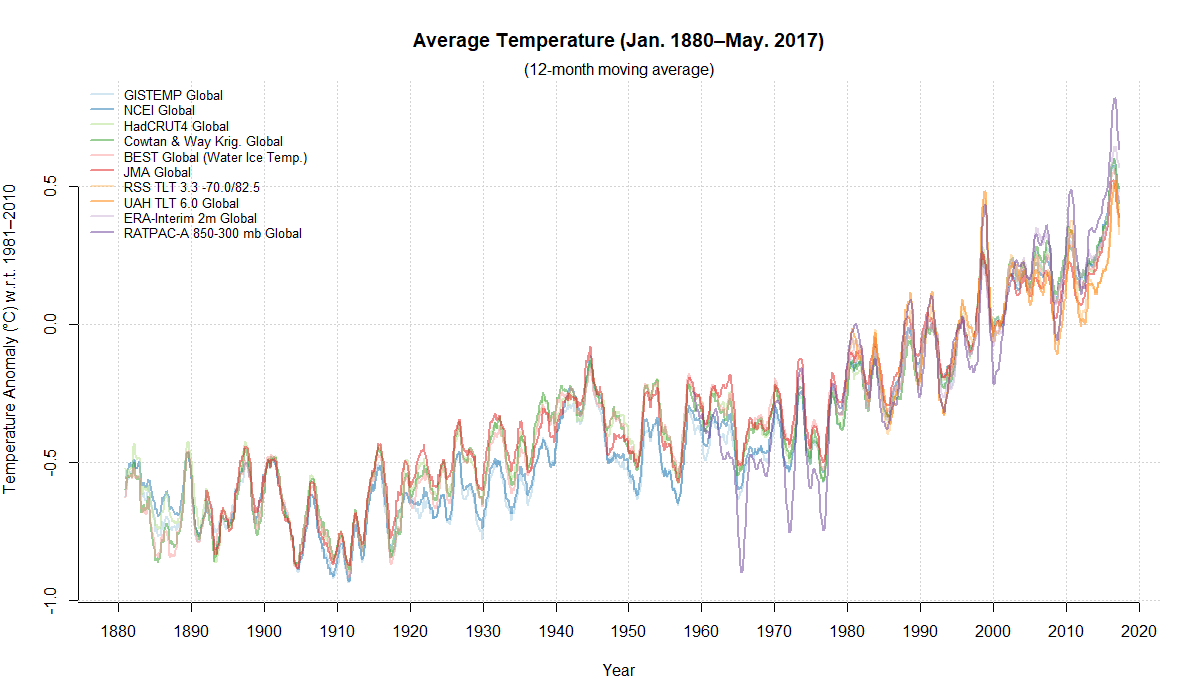 Average Temperature (Jan. 1880–May. 2017)
(12-month moving average)
GISTEMP Global
NCEI Global
HadCRUT4 Global
Cowtan & Way Krig. Global
BEST Global (Water Ice Temp.)
JMA Global
RSS TLT 3.3 -70.0/82.5
UAH TLT 6.0 Global
ERA-Interim 2m Global
RATPAC-A 850-300 mb Global
Temperature Anomaly (ºC) w.r.t. 1981–2010
0.5
0.0
-0.5
-1.0
1880 1890 1900 1910 1920 1930 1940 1950 1960 1970 1980 1990 2000 2010 2020
Year